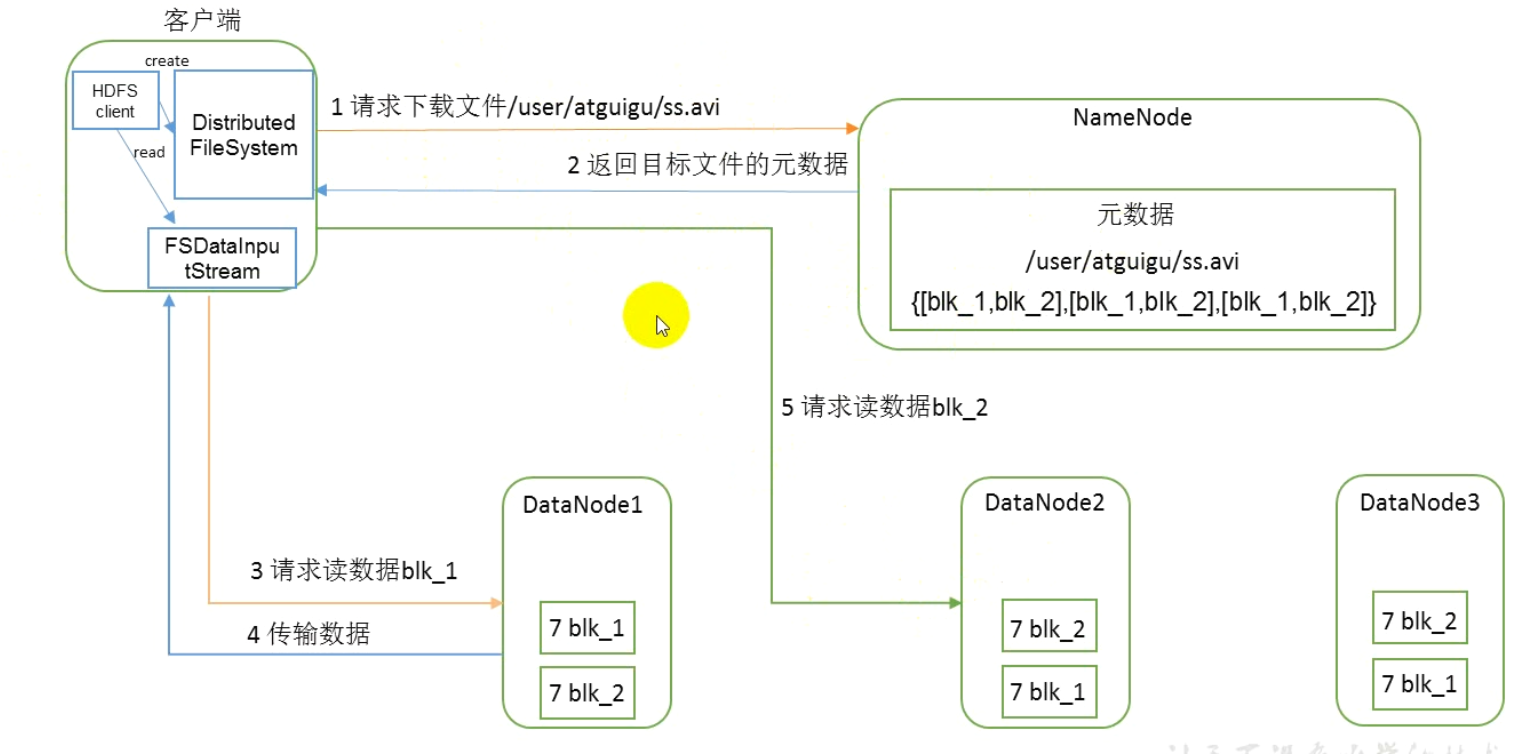 客户端
create
HDFS
client
Distributed
FileSystem
read
FSDataInpu
tStream
1 请求下载文件/user/atguigu/ss.avi
2 返回目标文件的元数据
NameNode
元数据
/user/atguigu/ss.avi
{[blk_1,blk_2],[blk_1,blk_2],[blk_1,blk_2]}
5 请求读数据blk_2
3 请求读数据blk_1
4 传输数据
DataNode1
7 blk_1
7 blk_2
DataNode2
7 blk_2
7 blk_1
DataNode3
7 blk_2
7 blk_1